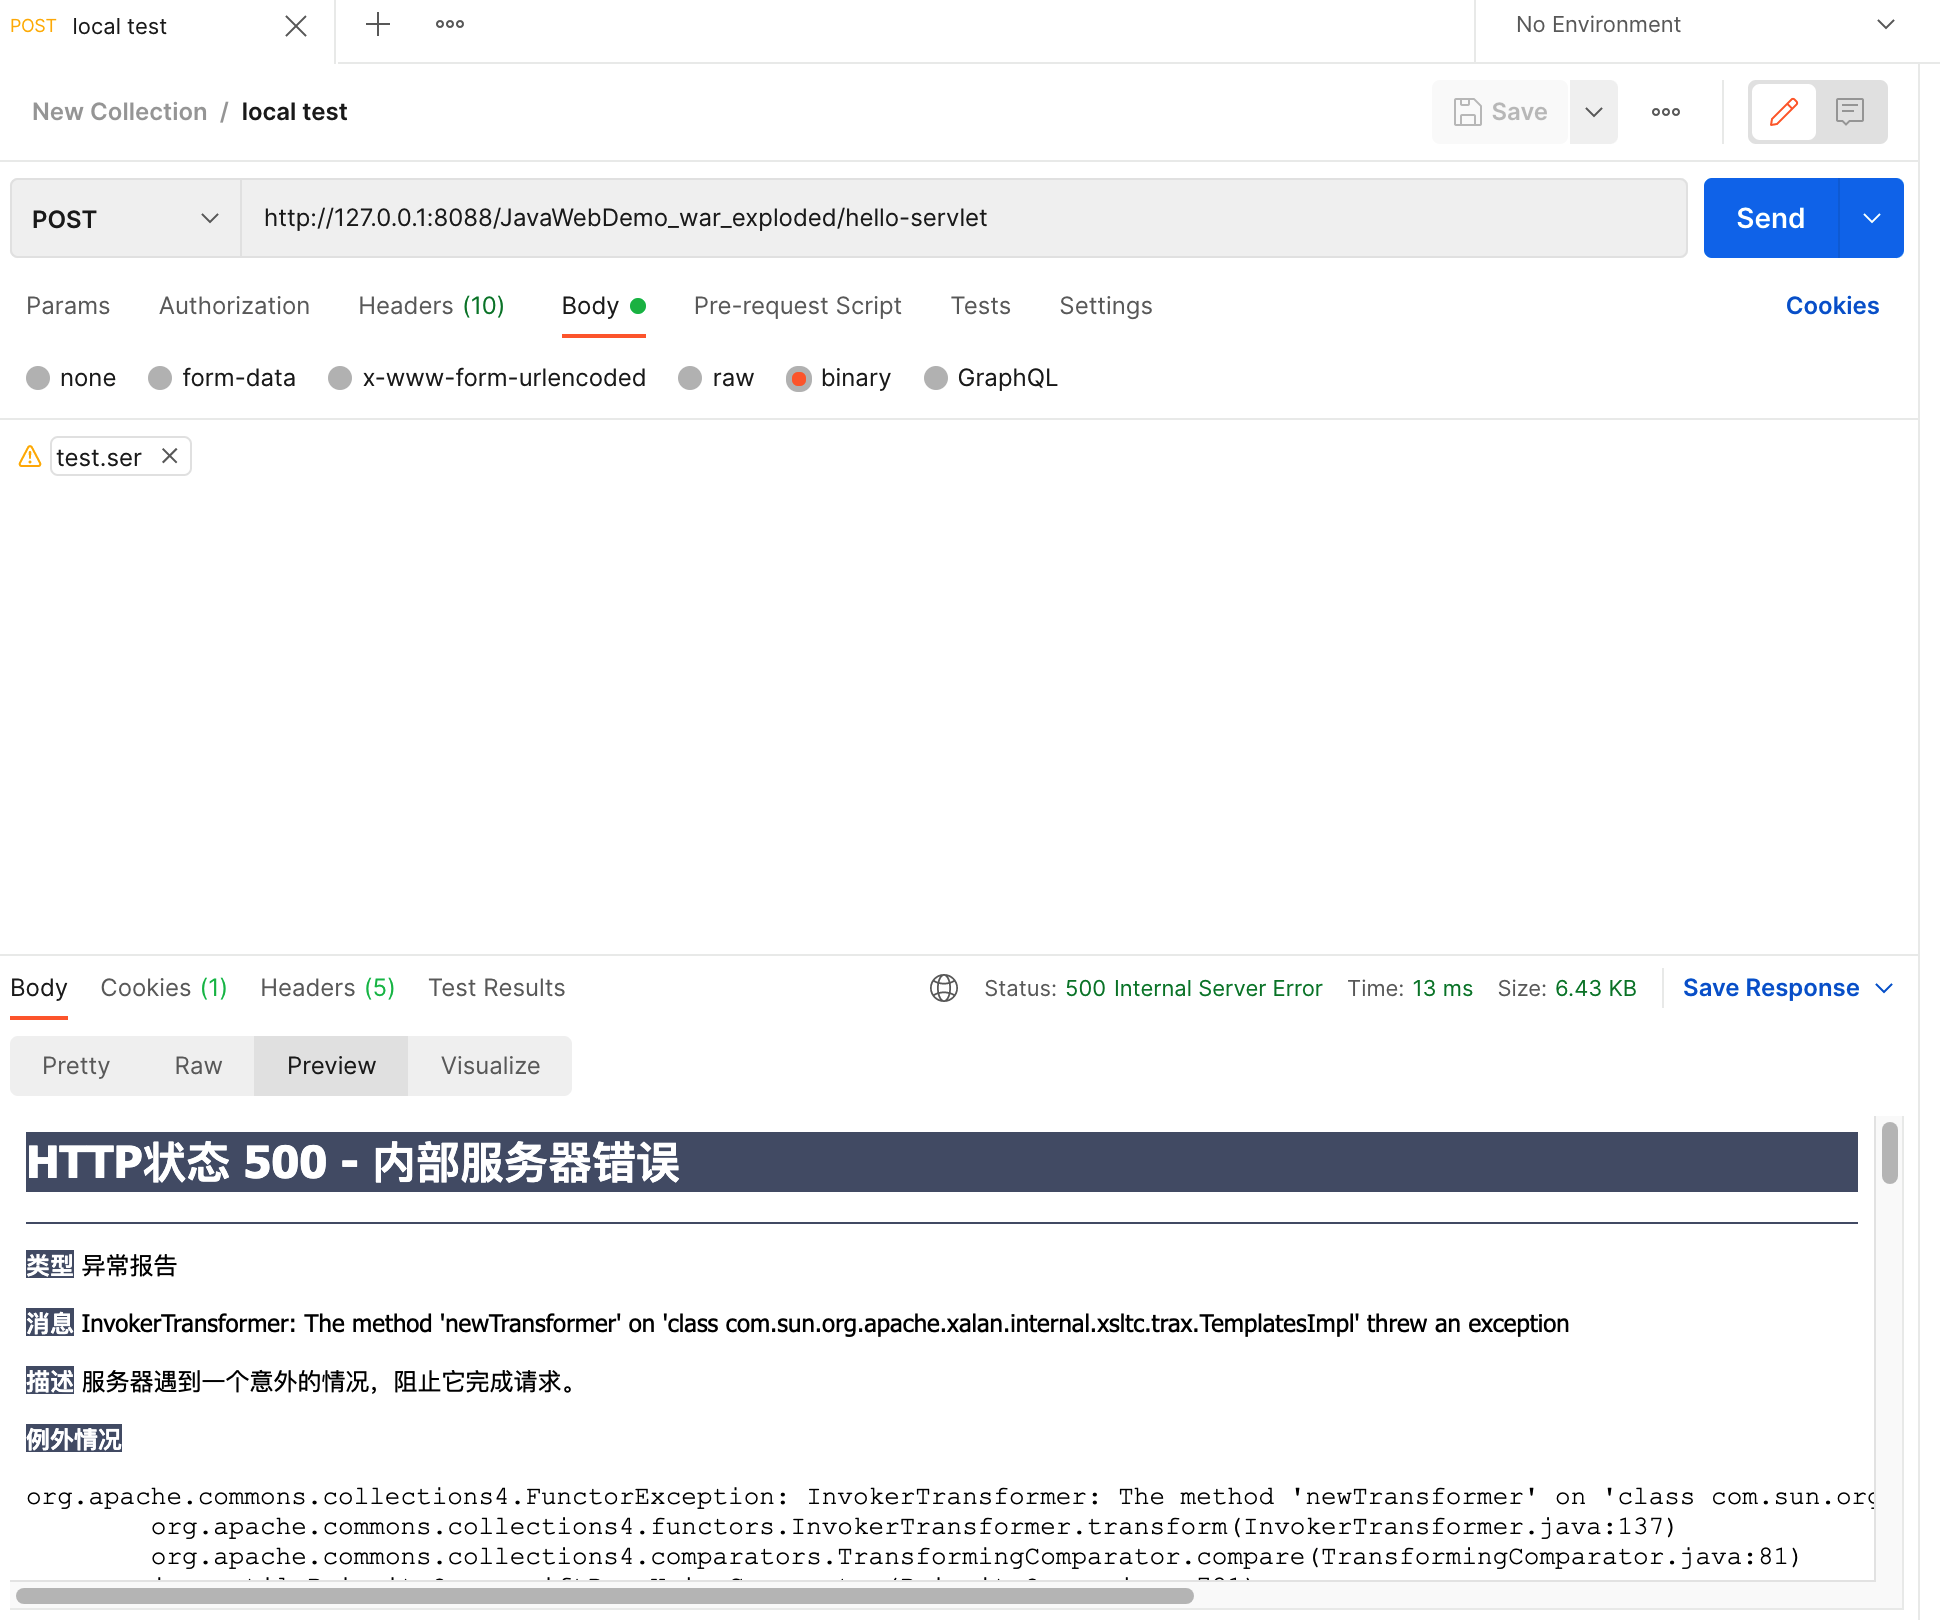 POST local test
No Environment
New Collection / local test
Save
POST
http://127.0.0.1:8088/JavaWebDemo_war_exploded/hello-servlet
Send
Params Authorization Headers (10) Body Pre-request Script Tests Settings Cookies
none form-data x-www-form-urlencoded raw binary GraphQL
test.ser
Body Cookies (1) Headers (5) Test Results Status: 500 Internal Server Error Time: 13 ms Size: 6.43 KB Save Response
Pretty Raw Preview Visualize
HTTP状态 500 - 内部服务器错误
类型 异常报告
消息 InvokerTransformer: The method 'newTransformer' on 'class com.sun.org.apache.xalan.internal.xsltc.trax.TemplatesImpl' threw an exception
描述 服务器遇到一个意外的情况，阻止它完成请求。
例外情况
org.apache.commons.collections4.FunctorException: InvokerTransformer: The method 'newTransformer' on 'class com.sun.org
org.apache.commons.collections4.functors.InvokerTransformer.transform(InvokerTransformer.java:137)
org.apache.commons.collections4.comparators.TransformingComparator.compare(TransformingComparator.java:81)